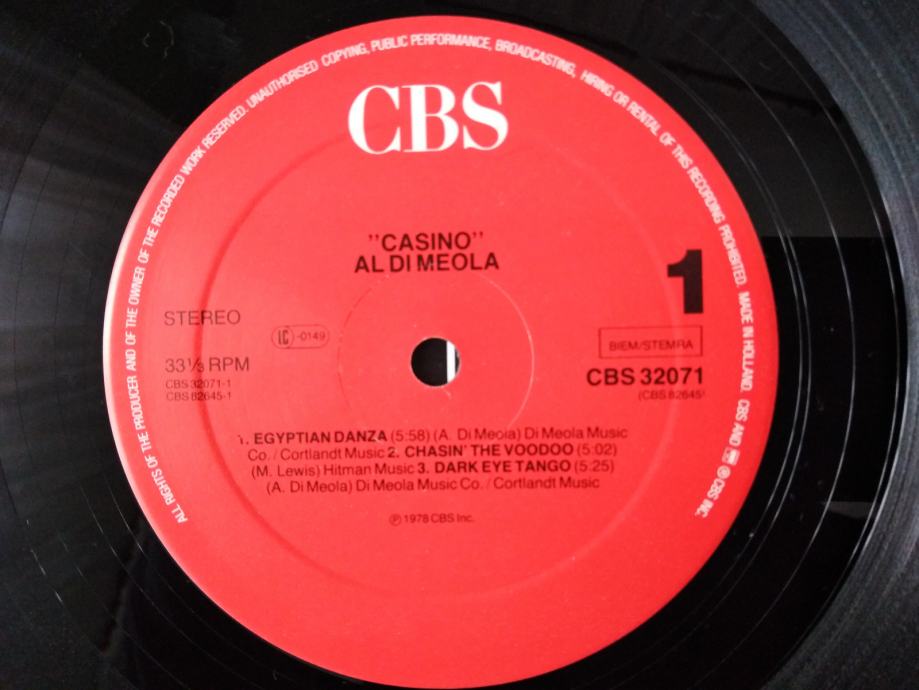 ALL RIGHTS OF THE PRODUCER AND OF THE OWNER OF THE RECORDED WORK RESERVED. UNAUTHORISED COPYING, PUBLIC PERFORMANCE, BROADCASTING, HIRING OR RENTAL OF THIS RECORDING PROHIBITED. MADE IN HOLLAND. CBS AND ® CBS INC.
CBS
"CASINO"
AL DI MEOLA
1
STEREO
LC -0149
BIEM/STEMRA
33⅓ RPM
CBS 32071
CBS 32071-1
(CBS 82645)
CBS 82645-1
1. EGYPTIAN DANZA (5:58) (A. Di Meola) Di Meola Music
Co. / Cortlandt Music 2. CHASIN' THE VOODOO (5:02)
(M. Lewis) Hitman Music 3. DARK EYE TANGO (5:25)
(A. Di Meola) Di Meola Music Co. / Cortlandt Music
℗ 1978 CBS Inc.